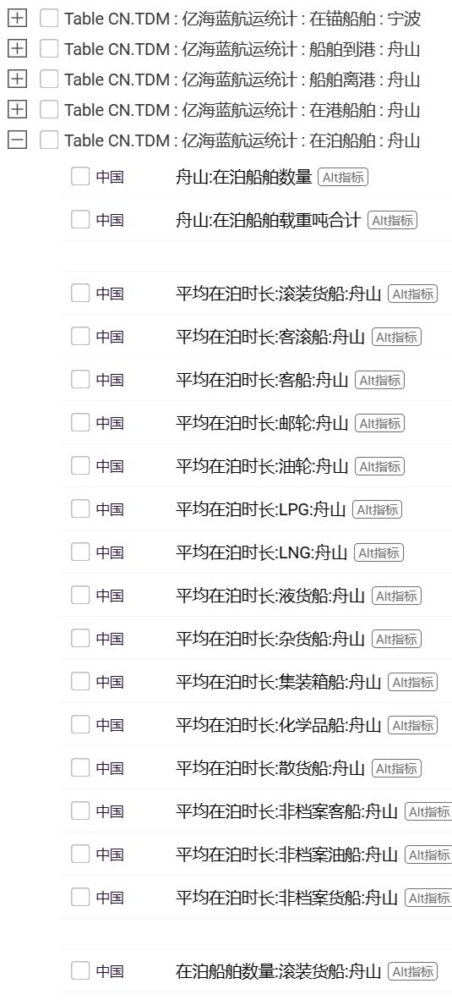 Table CN.TDM : 亿海蓝航运统计 : 在锚船舶 : 宁波
Table CN.TDM : 亿海蓝航运统计 : 船舶到港 : 舟山
Table CN.TDM : 亿海蓝航运统计 : 船舶离港 : 舟山
Table CN.TDM : 亿海蓝航运统计 : 在港船舶 : 舟山
Table CN.TDM : 亿海蓝航运统计 : 在泊船舶 : 舟山
中国 舟山:在泊船舶数量 Alt指标
中国 舟山:在泊船舶载重吨合计 Alt指标
中国 平均在泊时长:滚装货船:舟山 Alt指标
中国 平均在泊时长:客滚船:舟山 Alt指标
中国 平均在泊时长:客船:舟山 Alt指标
中国 平均在泊时长:邮轮:舟山 Alt指标
中国 平均在泊时长:油轮:舟山 Alt指标
中国 平均在泊时长:LPG:舟山 Alt指标
中国 平均在泊时长:LNG:舟山 Alt指标
中国 平均在泊时长:液货船:舟山 Alt指标
中国 平均在泊时长:杂货船:舟山 Alt指标
中国 平均在泊时长:集装箱船:舟山 Alt指标
中国 平均在泊时长:化学品船:舟山 Alt指标
中国 平均在泊时长:散货船:舟山 Alt指标
中国 平均在泊时长:非档案客船:舟山 Alt指标
中国 平均在泊时长:非档案油船:舟山 Alt指标
中国 平均在泊时长:非档案货船:舟山 Alt指标
中国 在泊船舶数量:滚装货船:舟山 Alt指标